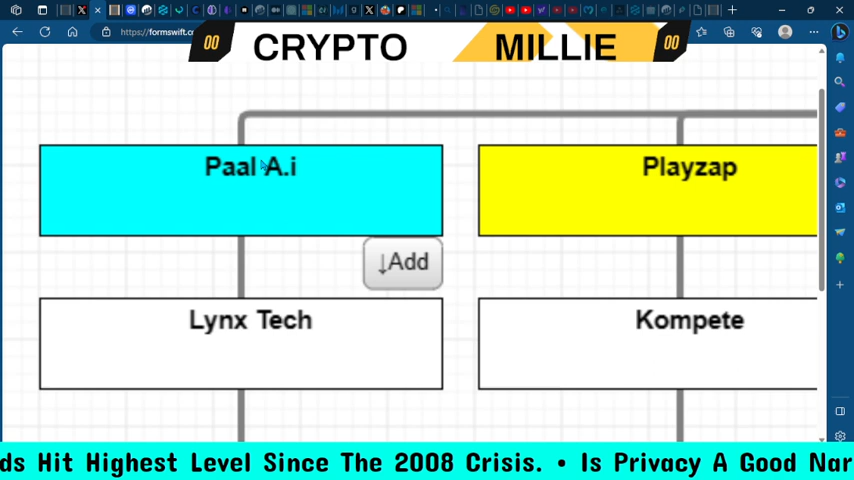 https://formswift.c
00 CRYPTO MILLIE 00
Paal A.i
Playzap
↓Add
Lynx Tech
Kompete
ds Hit Highest Level Since The 2008 Crisis. • Is Privacy A Good Nar